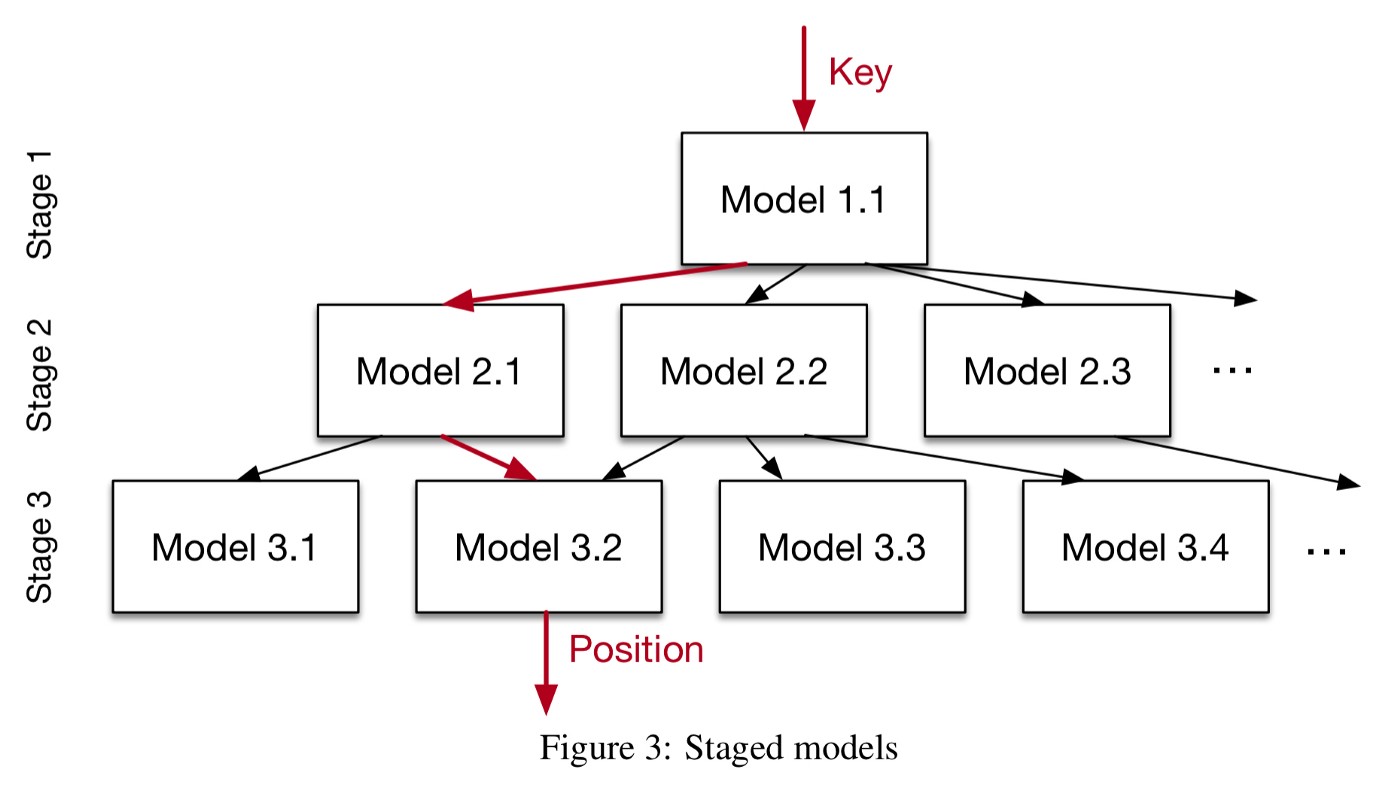 Key
Stage 1
Model 1.1
Stage 2
Model 2.1
Model 2.2
Model 2.3
...
Stage 3
Model 3.1
Model 3.2
Model 3.3
Model 3.4
...
Position
Figure 3: Staged models